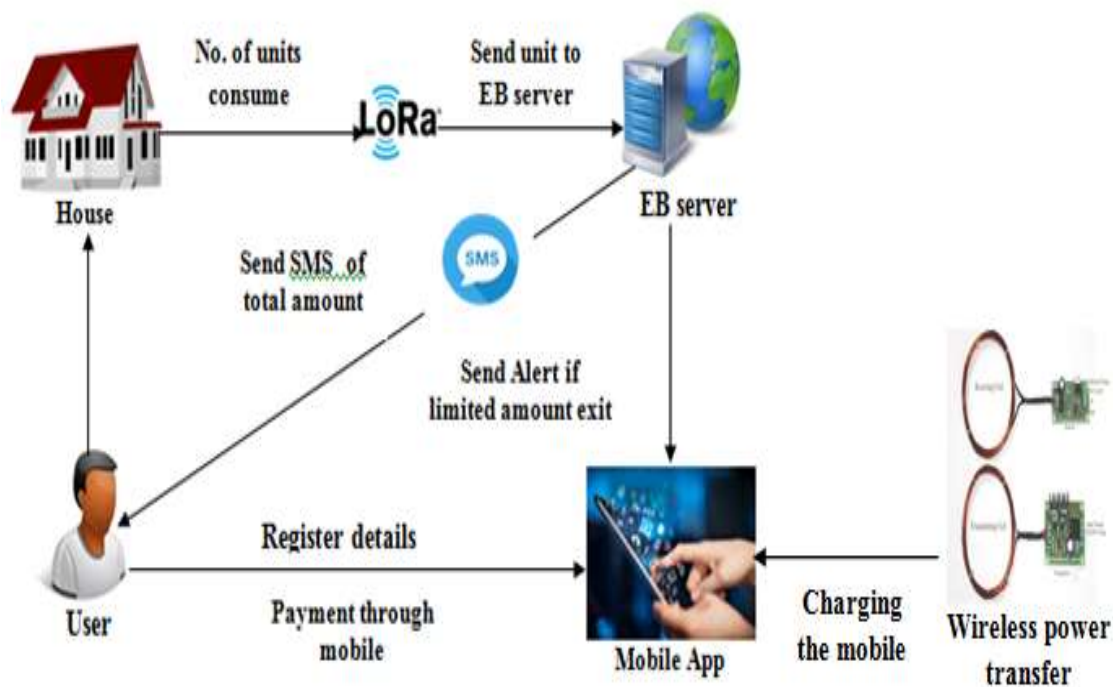 No. of units
consume
Send unit to
EB server
LoRa
House
EB server
SMS
Send SMS of
total amount
Send Alert if
limited amount exit
Register details
User
Payment through
mobile
Mobile App
Charging
the mobile
Wireless power
transfer